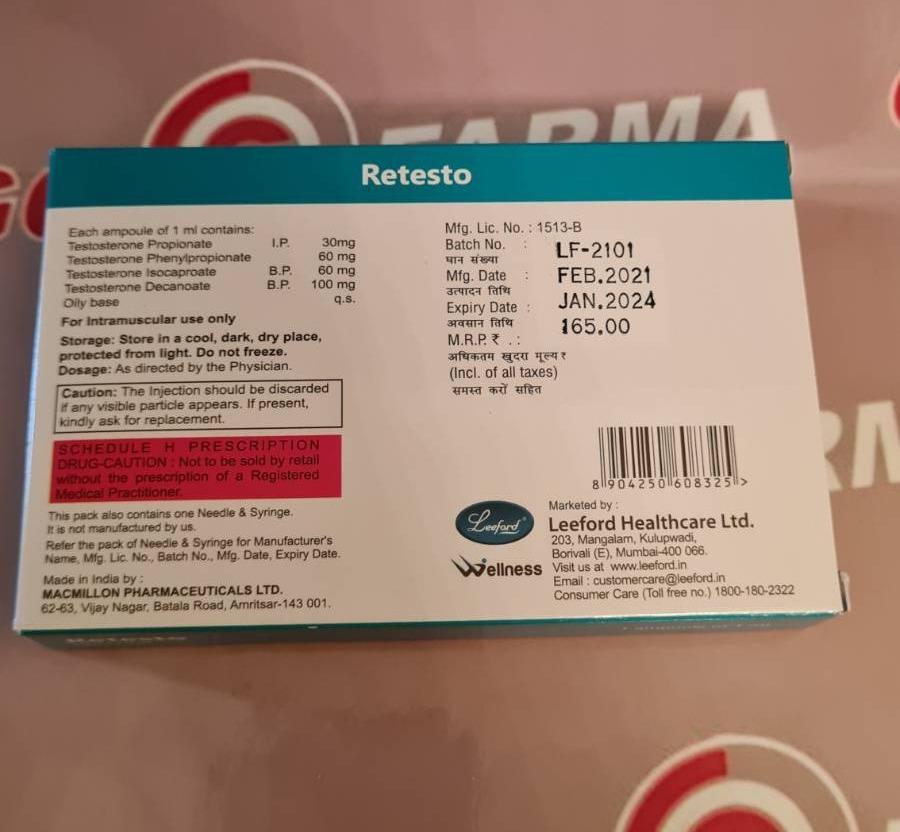 FARMA
Retesto
Each ampoule of 1 ml contains:
Testosterone Propionate I.P. 30mg
Testosterone Phenylpropionate 60 mg
Testosterone Isocaproate B.P. 60 mg
Testosterone Decanoate B.P. 100 mg
Oily base q.s.
For Intramuscular use only
Storage: Store in a cool, dark, dry place,
protected from light. Do not freeze.
Dosage: As directed by the Physician.
Caution: The Injection should be discarded
if any visible particle appears. If present,
kindly ask for replacement.
SCHEDULE H PRESCRIPTION
DRUG-CAUTION : Not to be sold by retail
without the prescription of a Registered
Medical Practitioner.
This pack also contains one Needle & Syringe.
It is not manufactured by us.
Refer the pack of Needle & Syringe for Manufacturer's
Name, Mfg. Lic. No., Batch No., Mfg. Date, Expiry Date.
Made in India by :
MACMILLON PHARMACEUTICALS LTD.
62-63, Vijay Nagar, Batala Road, Amritsar-143 001.
Mfg. Lic. No. : 1513-B
Batch No. : LF-2101
घान संख्या
Mfg. Date : FEB.2021
उत्पादन तिथि
Expiry Date : JAN.2024
अवसान तिथि
M.R.P. ₹ . : 165.00
अधिकतम खुदरा मूल्य ₹
(Incl. of all taxes)
समस्त करों सहित
8 904250 608325 >
Leeford
Wellness
Marketed by :
Leeford Healthcare Ltd.
203, Mangalam, Kulupwadi,
Borivali (E), Mumbai-400 066.
Visit us at www.leeford.in
Email : customercare@leeford.in
Consumer Care (Toll free no.) 1800-180-2322
Retesto